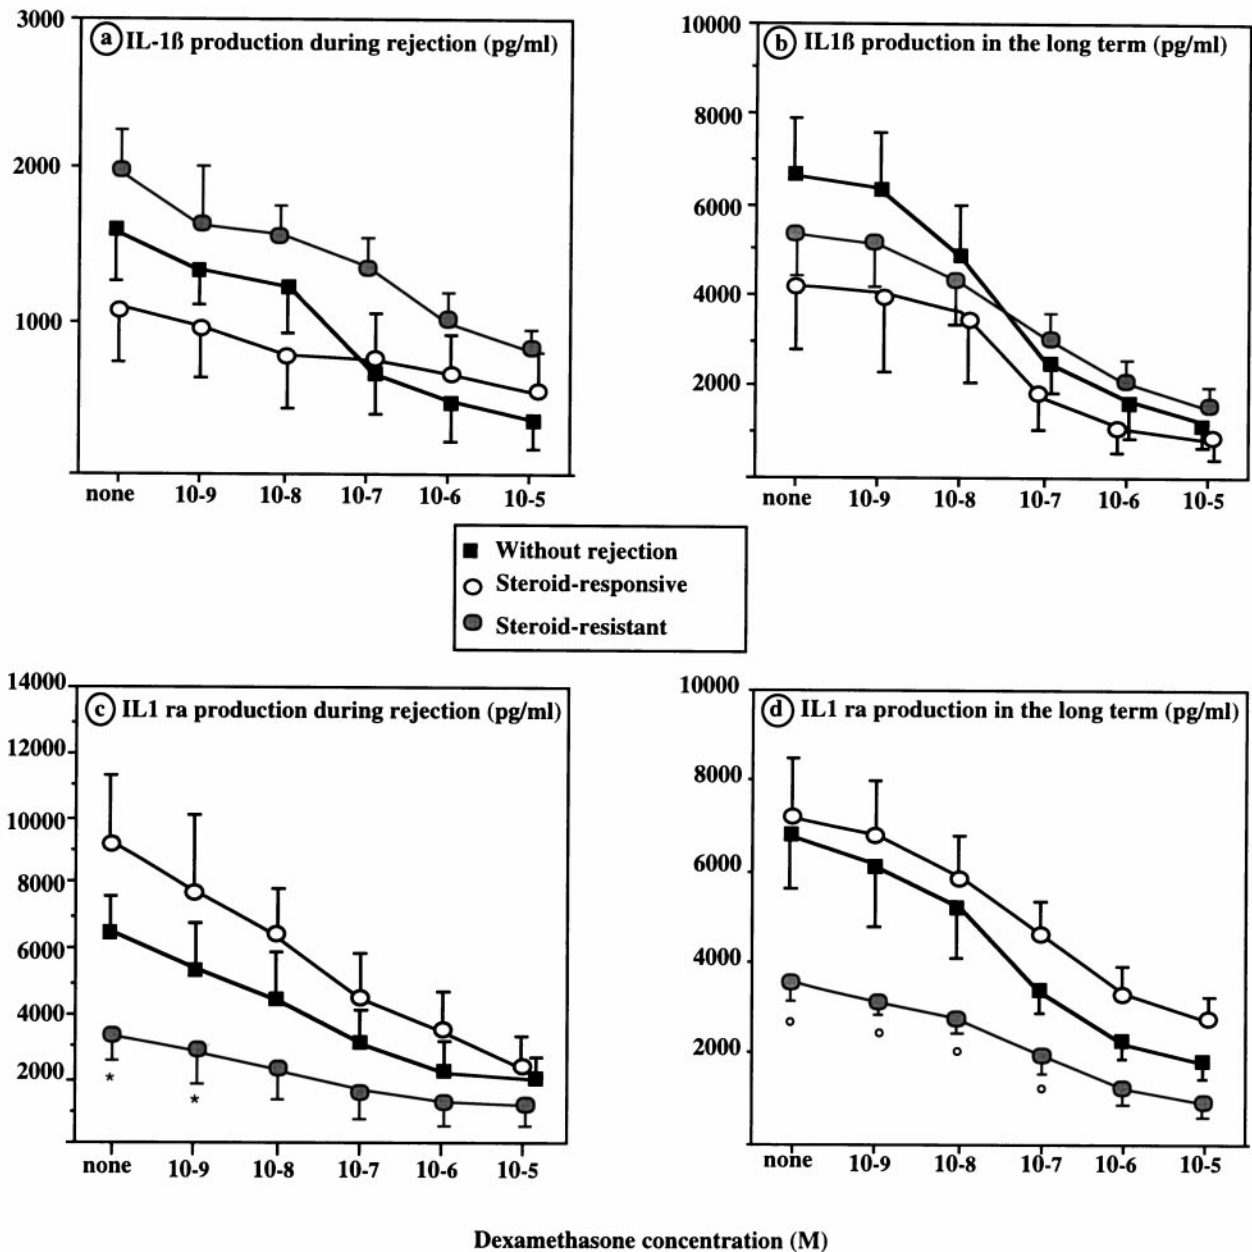 3000
a IL-1ß production during rejection (pg/ml)
2000
1000
none 10-9 10-8 10-7 10-6 10-5
10000
b IL1ß production in the long term (pg/ml)
8000
6000
4000
2000
none 10-9 10-8 10-7 10-6 10-5
Without rejection
Steroid-responsive
Steroid-resistant
14000
c IL1 ra production during rejection (pg/ml)
12000
10000
8000
6000
4000
2000
* *
none 10-9 10-8 10-7 10-6 10-5
10000
d IL1 ra production in the long term (pg/ml)
8000
6000
4000
2000
none 10-9 10-8 10-7 10-6 10-5
Dexamethasone concentration (M)